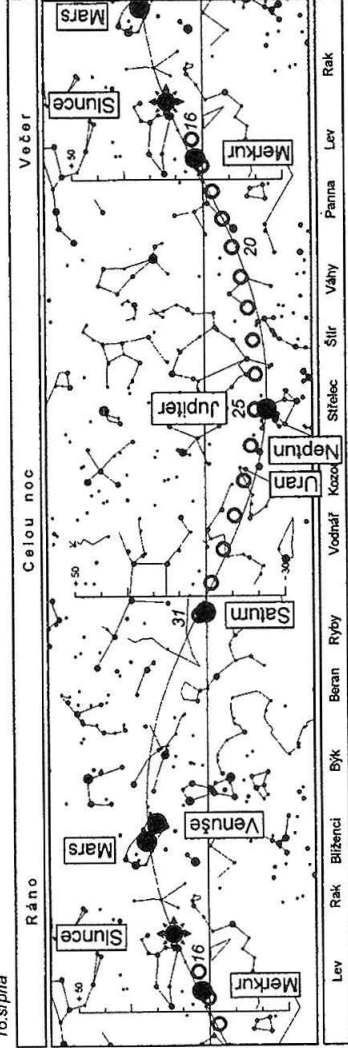 16.srpna
Ráno Celou noc Večer
+50 +50 +50
Slunce Mars Slunce Mars
16 31 25 20 16
Merkur Venuše Saturn Uran Neptun Jupiter Merkur
-30
Lev Rak Blíženci Býk Beran Ryby Vodnář Kozo Střelec Štír Váhy Panna Lev Rak